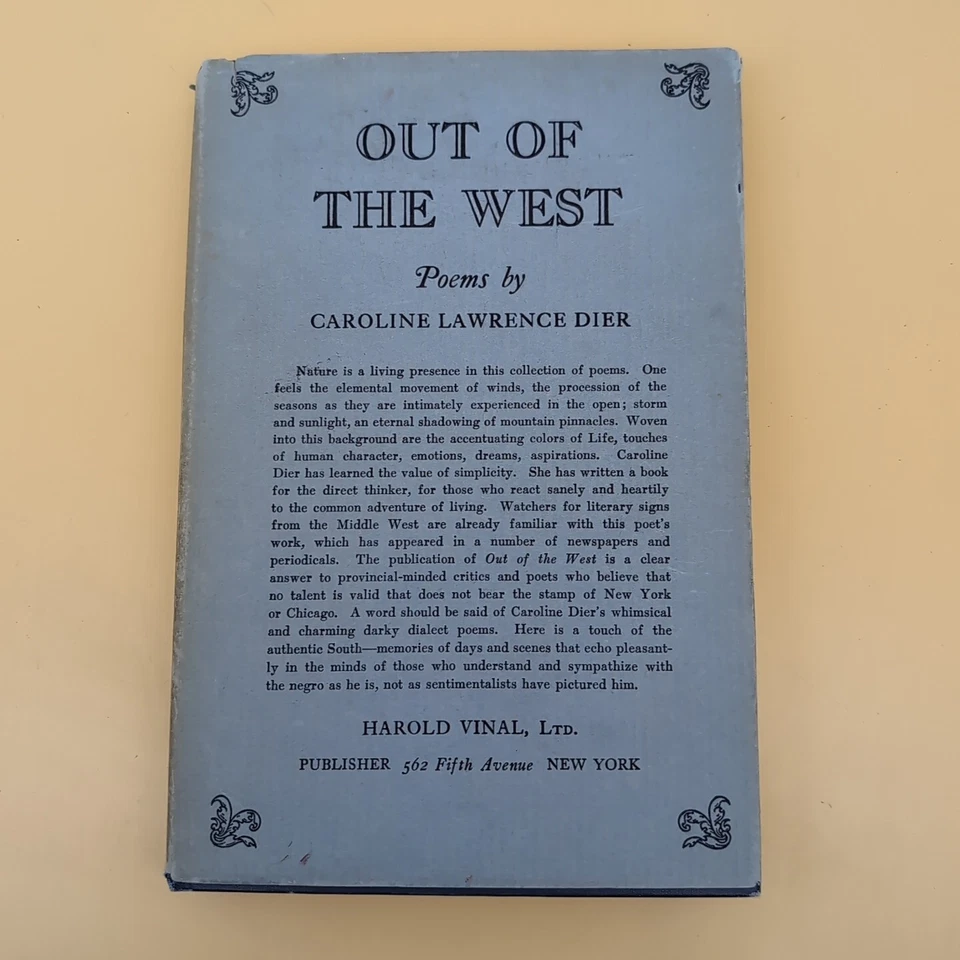 OUT OF
THE WEST
Poems by
CAROLINE LAWRENCE DIER
Nature is a living presence in this collection of poems. One
feels the elemental movement of winds, the procession of the
seasons as they are intimately experienced in the open; storm
and sunlight, an eternal shadowing of mountain pinnacles. Woven
into this background are the accentuating colors of Life, touches
of human character, emotions, dreams, aspirations. Caroline
Dier has learned the value of simplicity. She has written a book
for the direct thinker, for those who react sanely and heartily
to the common adventure of living. Watchers for literary signs
from the Middle West are already familiar with this poet's
work, which has appeared in a number of newspapers and
periodicals. The publication of Out of the West is a clear
answer to provincial-minded critics and poets who believe that
no talent is valid that does not bear the stamp of New York
or Chicago. A word should be said of Caroline Dier's whimsical
and charming darky dialect poems. Here is a touch of the
authentic South—memories of days and scenes that echo pleasant-
ly in the minds of those who understand and sympathize with
the negro as he is, not as sentimentalists have pictured him.
HAROLD VINAL, LTD.
PUBLISHER 562 Fifth Avenue NEW YORK